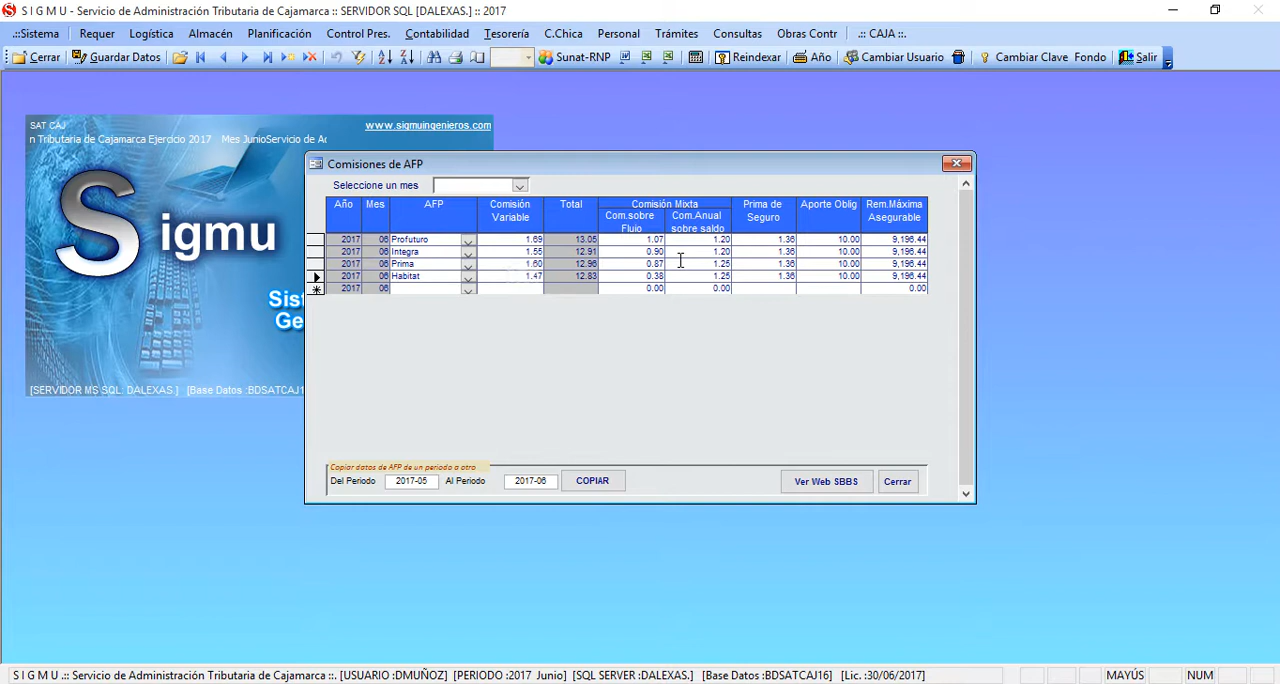 S I G M U - Servicio de Administración Tributaria de Cajamarca :: SERVIDOR SQL [DALEXAS.] :: 2017
.::Sistema Requer Logística Almacén Planificación Control Pres. Contabilidad Tesorería C.Chica Personal Trámites Consultas Obras Contr .:: CAJA ::.
Cerrar Guardar Datos Sunat-RNP Reindexar Año Cambiar Usuario Cambiar Clave Fondo Salir
SAT CAJ www.sigmuingenieros.com
n Tributaria de Cajamarca Ejercicio 2017 Mes JunioServicio de Ac
Sigmu
Sist
Ge
[SERVIDOR MS SQL: DALEXAS ] [Base Datos :BDSATCAJ1
Comisiones de AFP
Seleccione un mes
Año Mes AFP Comisión Variable Total Comisión Mixta Com.sobre Flujo Com.Anual sobre saldo Prima de Seguro Aporte Oblig Rem.Máxima Asegurable
2017 06 Profuturo 1.69 13.05 1.07 1.20 1.36 10.00 9,196.44
2017 06 Integra 1.55 12.91 0.90 1.20 1.36 10.00 9,196.44
2017 06 Prima 1.60 12.96 0.87 1.25 1.36 10.00 9,196.44
2017 06 Habitat 1.47 12.83 0.38 1.25 1.36 10.00 9,196.44
2017 06 0.00 0.00 0.00
Copiar datos de AFP de un periodo a otro
Del Periodo 2017-05 Al Periodo 2017-06 COPIAR Ver Web SBBS Cerrar
S I G M U .:: Servicio de Administración Tributaria de Cajamarca ::. [USUARIO :DMUÑOZ] [PERIODO :2017 Junio] [SQL SERVER :DALEXAS.] [Base Datos :BDSATCAJ16] [Lic. :30/06/2017] MAYÚS NUM